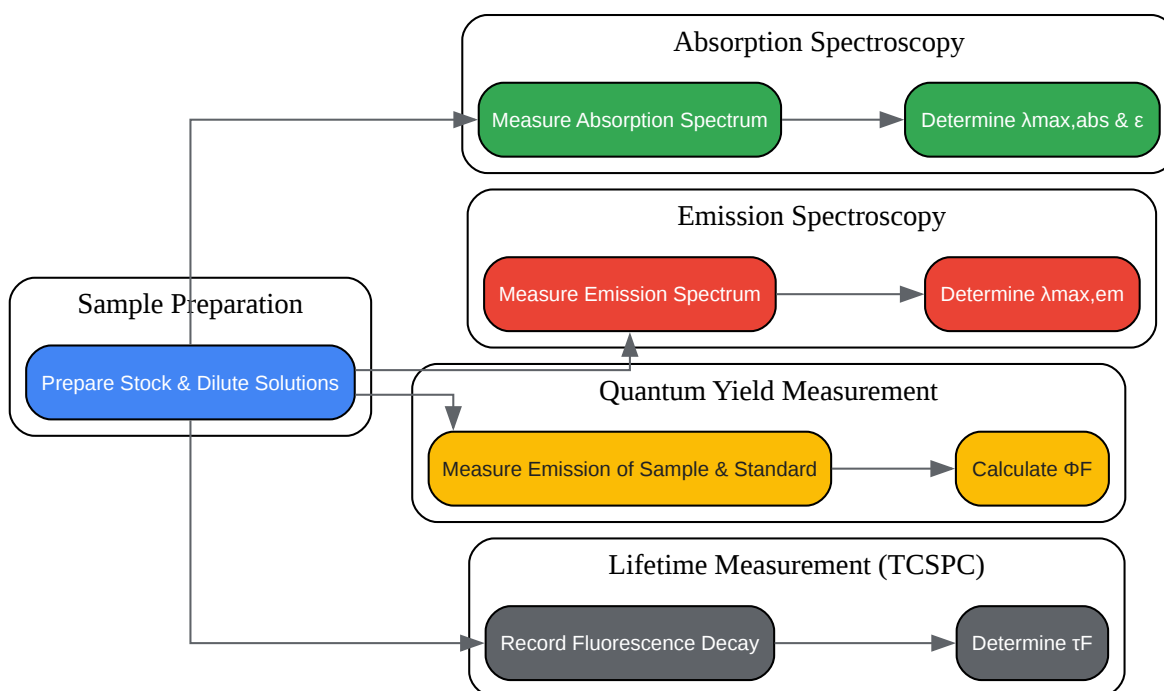 Absorption Spectroscopy
Measure Absorption Spectrum
Determine λmax,abs & ε
Emission Spectroscopy
Measure Emission Spectrum
Determine λmax,em
Sample Preparation
Prepare Stock & Dilute Solutions
Quantum Yield Measurement
Measure Emission of Sample & Standard
Calculate ΦF
Lifetime Measurement (TCSPC)
Record Fluorescence Decay
Determine τF